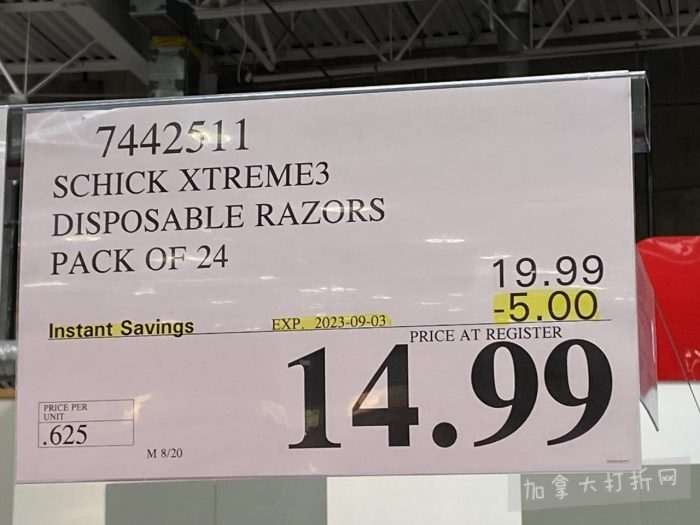 7442511
SCHICK XTREME3
DISPOSABLE RAZORS
PACK OF 24
19.99
-5.00
Instant Savings EXP. 2023-09-03
PRICE AT REGISTER
14.99
PRICE PER
UNIT
.625
M 8/20
加拿大打折网